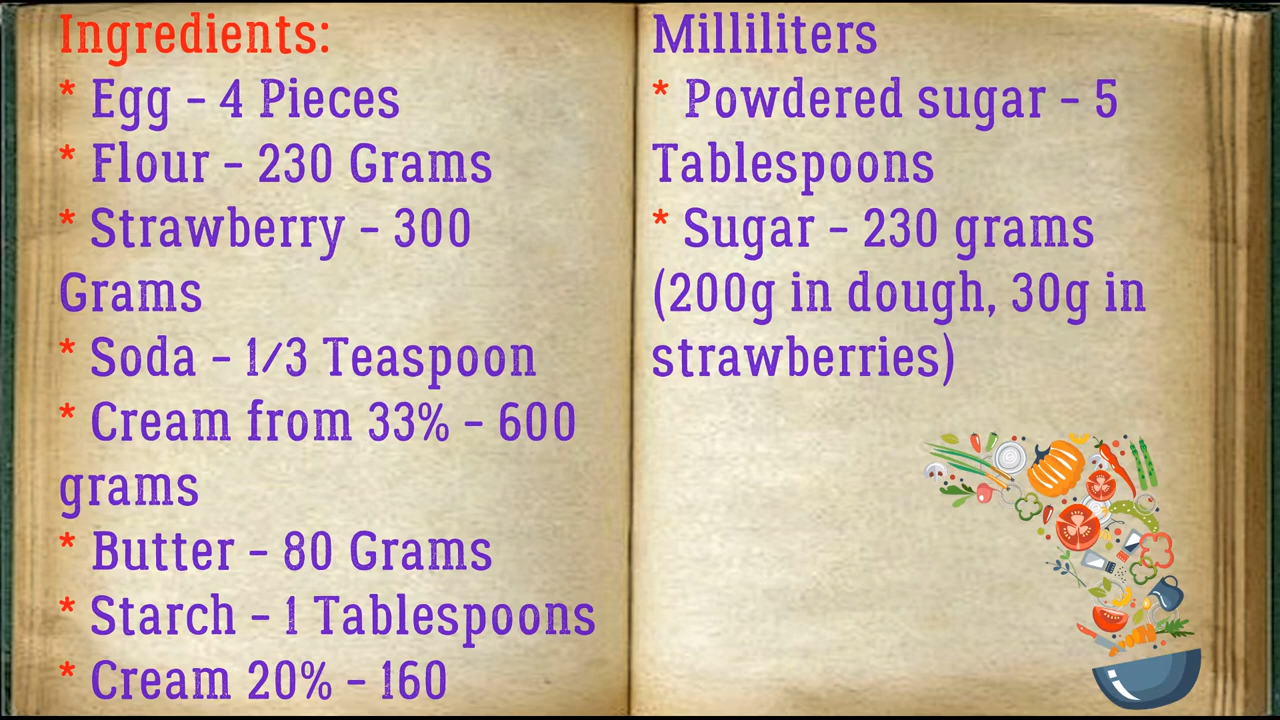 Ingredients:
* Egg - 4 Pieces
* Flour - 230 Grams
* Strawberry - 300
Grams
* Soda - 1/3 Teaspoon
* Cream from 33% - 600
grams
* Butter - 80 Grams
* Starch - 1 Tablespoons
* Cream 20% - 160
Milliliters
* Powdered sugar - 5
Tablespoons
* Sugar - 230 grams
(200g in dough, 30g in
strawberries)